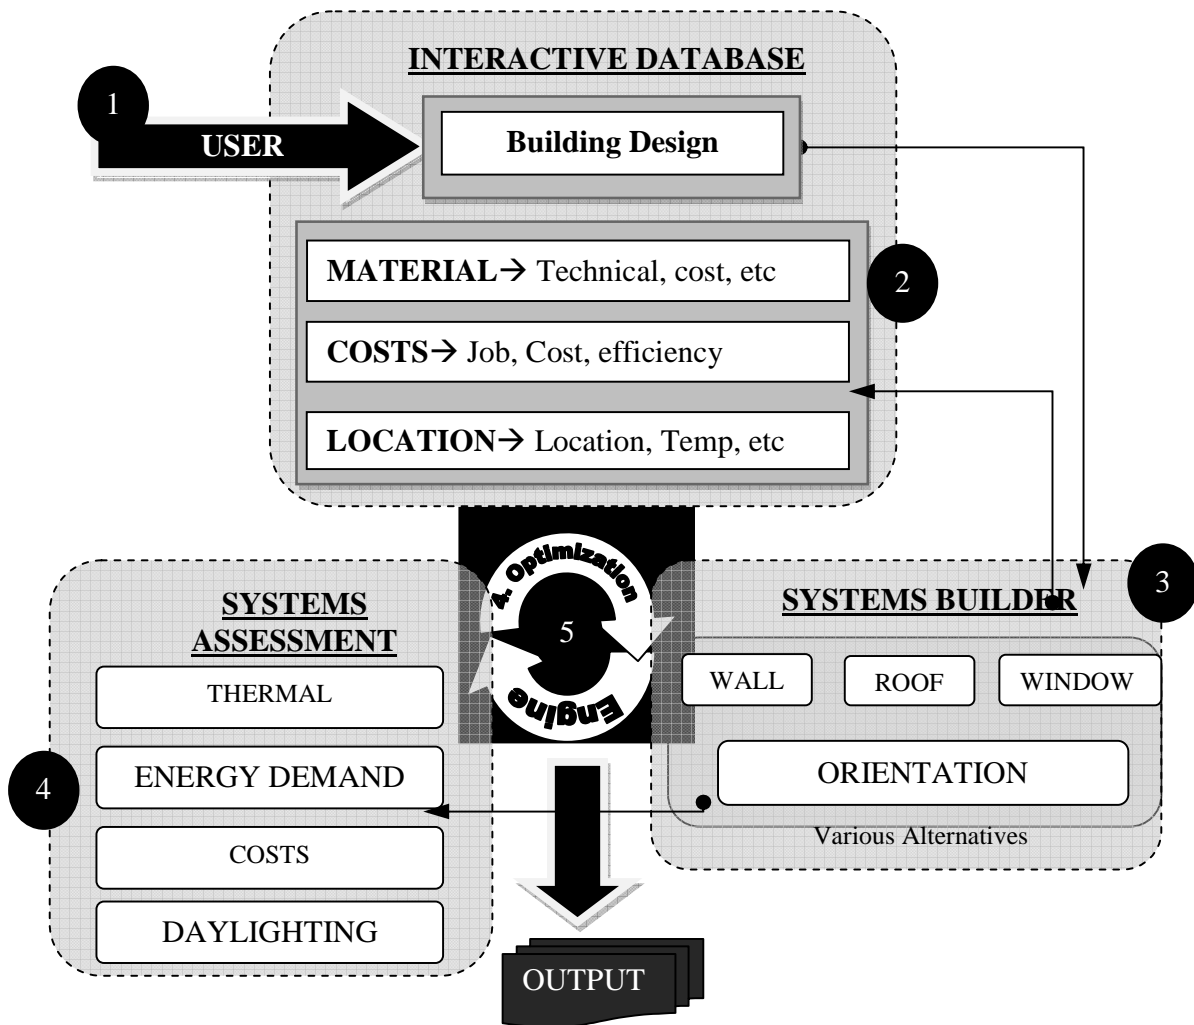 INTERACTIVE DATABASE
1
USER
Building Design
MATERIAL→ Technical, cost, etc
2
COSTS→ Job, Cost, efficiency
LOCATION→ Location, Temp, etc
4. Optimization
5
Engine
3
SYSTEMS BUILDER
WALL
ROOF
WINDOW
ORIENTATION
Various Alternatives
SYSTEMS
ASSESSMENT
THERMAL
4
ENERGY DEMAND
COSTS
DAYLIGHTING
OUTPUT